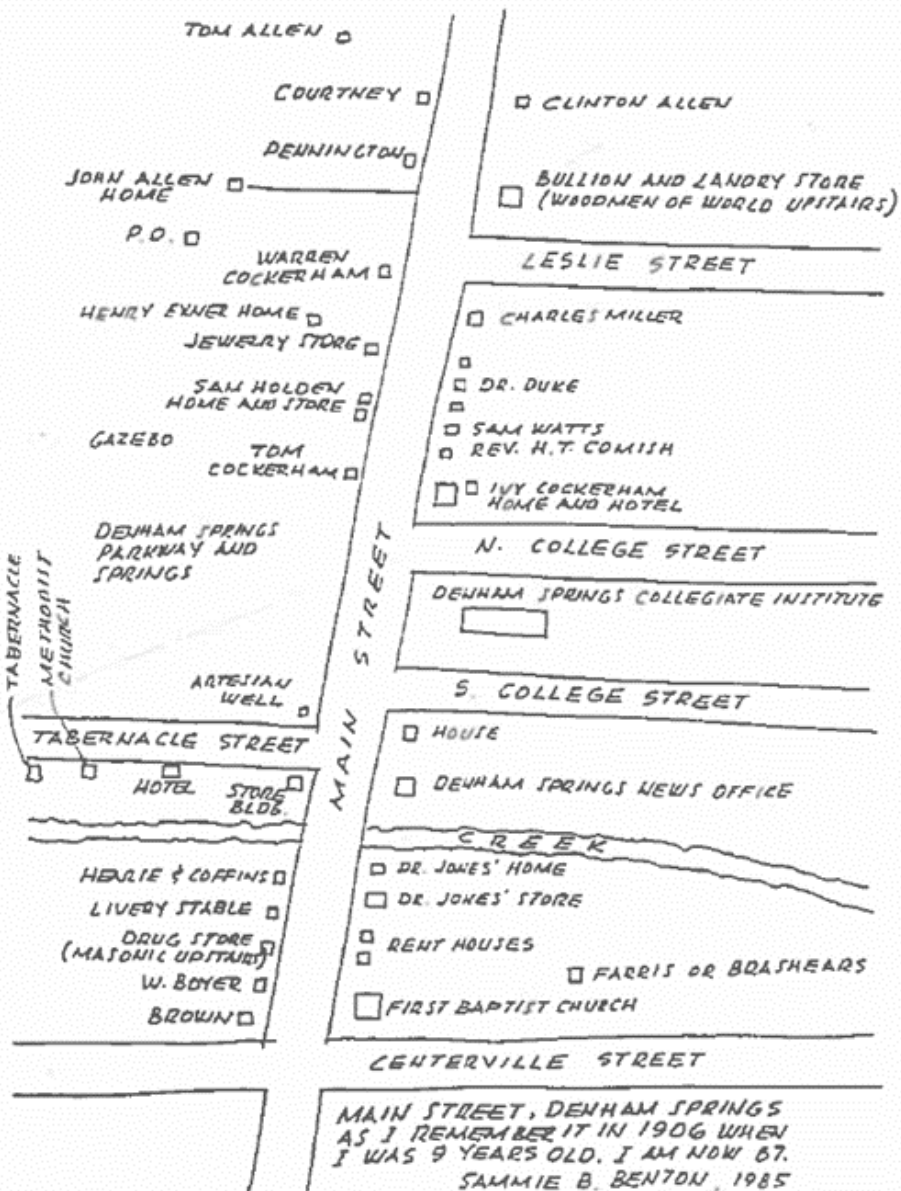 TOM ALLEN
COURTNEY
CLINTON ALLEN
PENNINGTON
JOHN ALLEN
HOME
BULLION AND LANDRY STORE
(WOODMEN OF WORLD UPSTAIRS)
P.O.
WARREN
COCKERHAM
LESLIE STREET
HENRY EXNER HOME
CHARLES MILLER
JEWELRY STORE
SAM HOLDEN
HOME AND STORE
DR. DUKE
GAZEBO
SAM WATTS
REV. H.T. COMISH
TOM
COCKERHAM
IVY COCKERHAM
HOME AND HOTEL
DENHAM SPRINGS
PARKWAY AND
SPRINGS
N. COLLEGE STREET
MAIN STREET
DENHAM SPRINGS COLLEGIATE INSTITUTE
TABERNACLE
METHODIST
CHURCH
ARTESIAN
WELL
S. COLLEGE STREET
TABERNACLE STREET
HOUSE
HOTEL
STORE
BLDG.
DENHAM SPRINGS NEWS OFFICE
CREEK
HEARSE & COFFINS
DR. JONES' HOME
LIVERY STABLE
DR. JONES' STORE
DRUG STORE
(MASONIC UPSTAIRS)
RENT HOUSES
W. BOYER
FARRIS OR BRASHEARS
BROWN
FIRST BAPTIST CHURCH
CENTERVILLE STREET
MAIN STREET, DENHAM SPRINGS
AS I REMEMBER IT IN 1906 WHEN
I WAS 9 YEARS OLD. I AM NOW 87.
SAMMIE B. BENTON, 1985